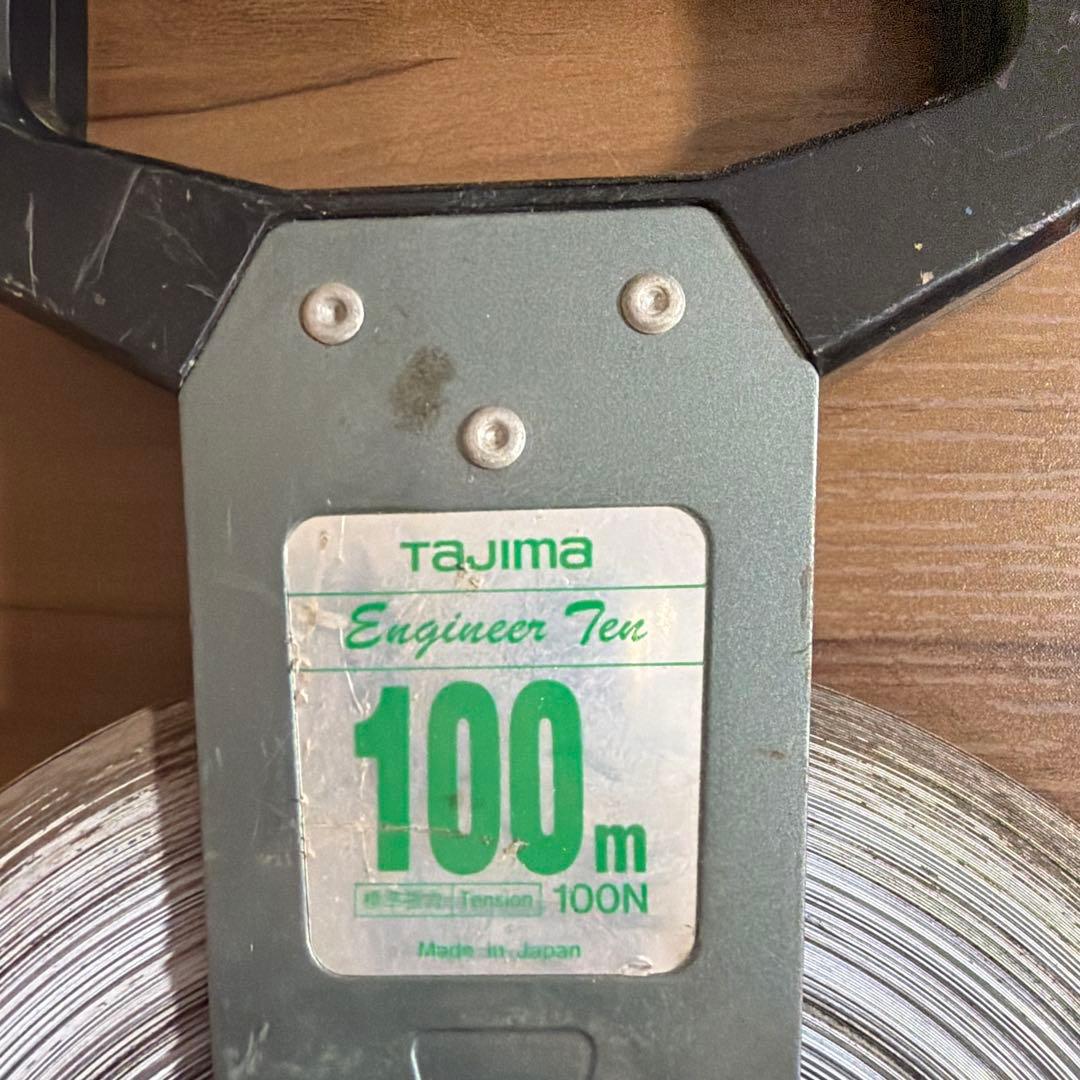 TAJIMA
Engineer Ten
100m
標準張力 Tension 100N
Made in Japan